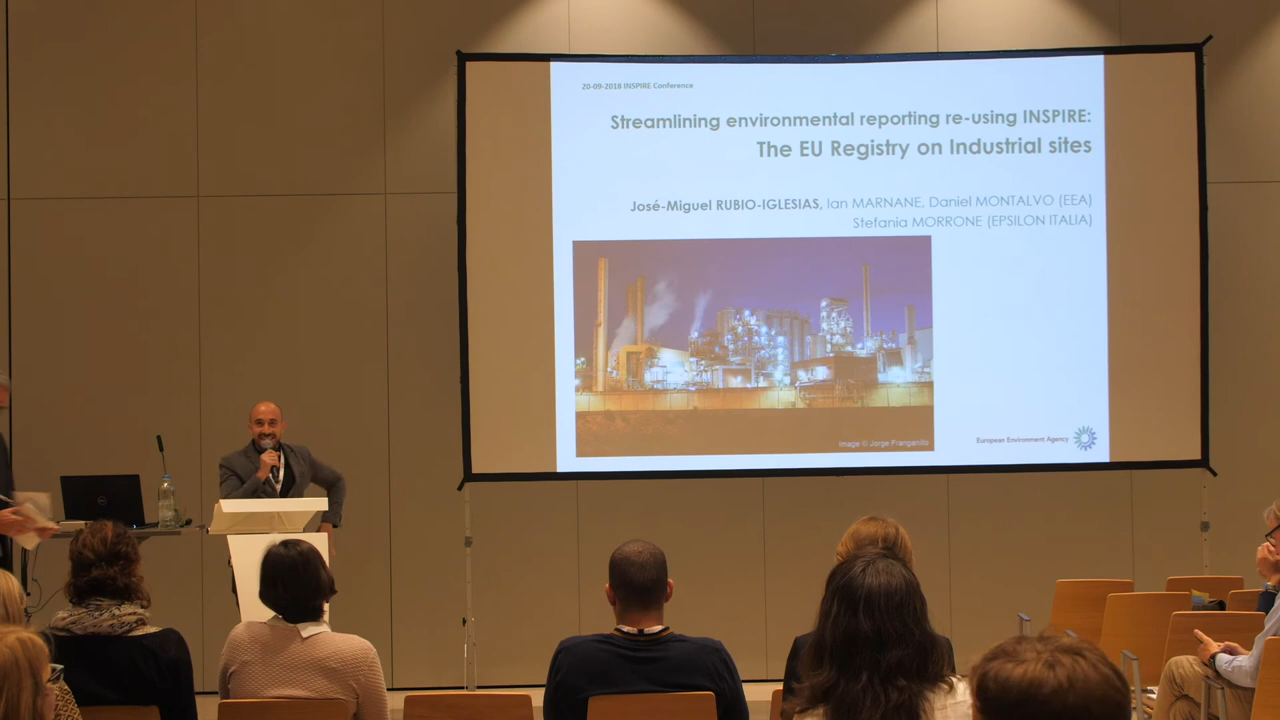 20-09-2018 INSPIRE Conference
Streamlining environmental reporting re-using INSPIRE:
The EU Registry on Industrial sites
José-Miguel RUBIO-IGLESIAS, Ian MARNANE, Daniel MONTALVO (EEA)
Stefania MORRONE (EPSILON ITALIA)
Image © Jorge Franganillo
European Environment Agency